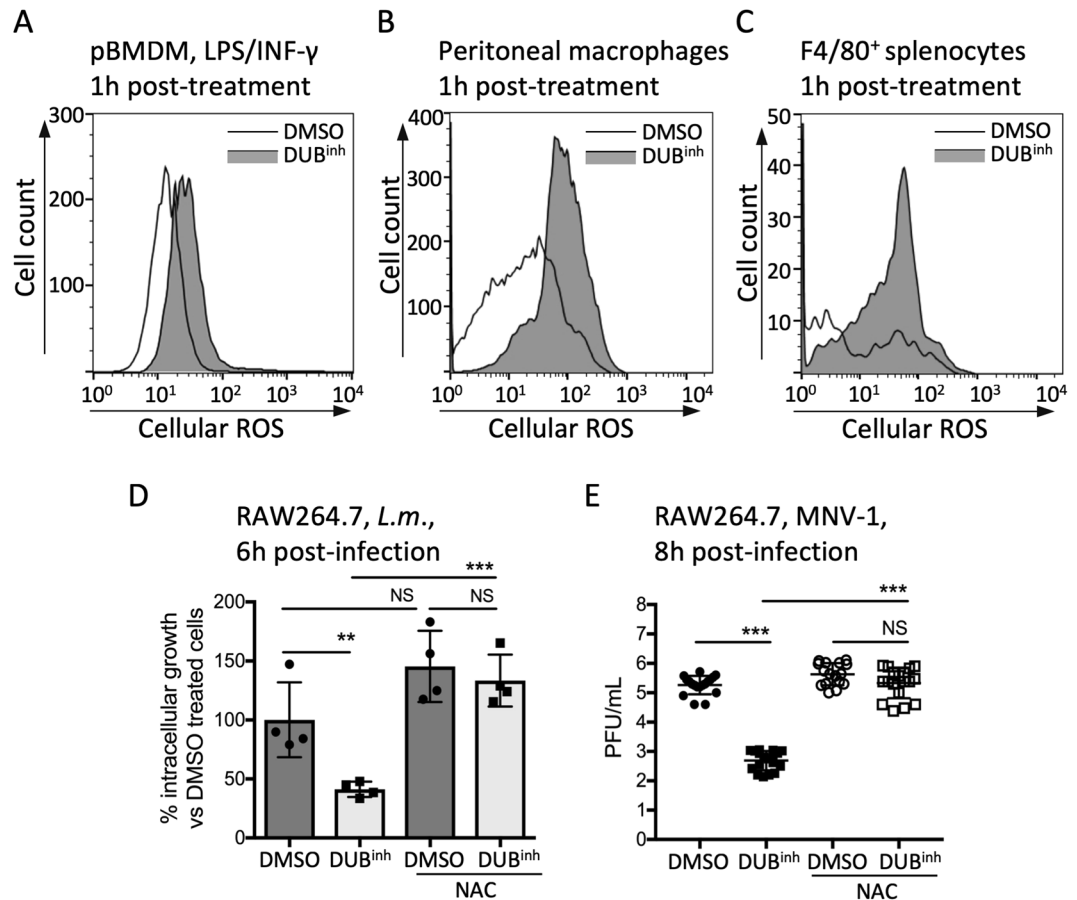 A
pBMDM, LPS/INF-γ
1h post-treatment
300
200
100
Cell count
DMSO
DUBinh
10⁰ 10¹ 10² 10³ 10⁴
Cellular ROS
B
Peritoneal macrophages
1h post-treatment
400
300
200
100
Cell count
DMSO
DUBinh
10⁰ 10¹ 10² 10³ 10⁴
Cellular ROS
C
F4/80⁺ splenocytes
1h post-treatment
50
40
30
20
10
Cell count
DMSO
DUBinh
10⁰ 10¹ 10² 10³ 10⁴
Cellular ROS
D
RAW264.7, L.m.,
6h post-infection
***
NS NS
**
200
150
100
50
0
% intracellular growth
vs DMSO treated cells
DMSO DUBinh DMSO DUBinh
NAC
E
RAW264.7, MNV-1,
8h post-infection
***
*** NS
8
7
6
5
4
3
2
1
0
PFU/mL
DMSO DUBinh DMSO DUBinh
NAC